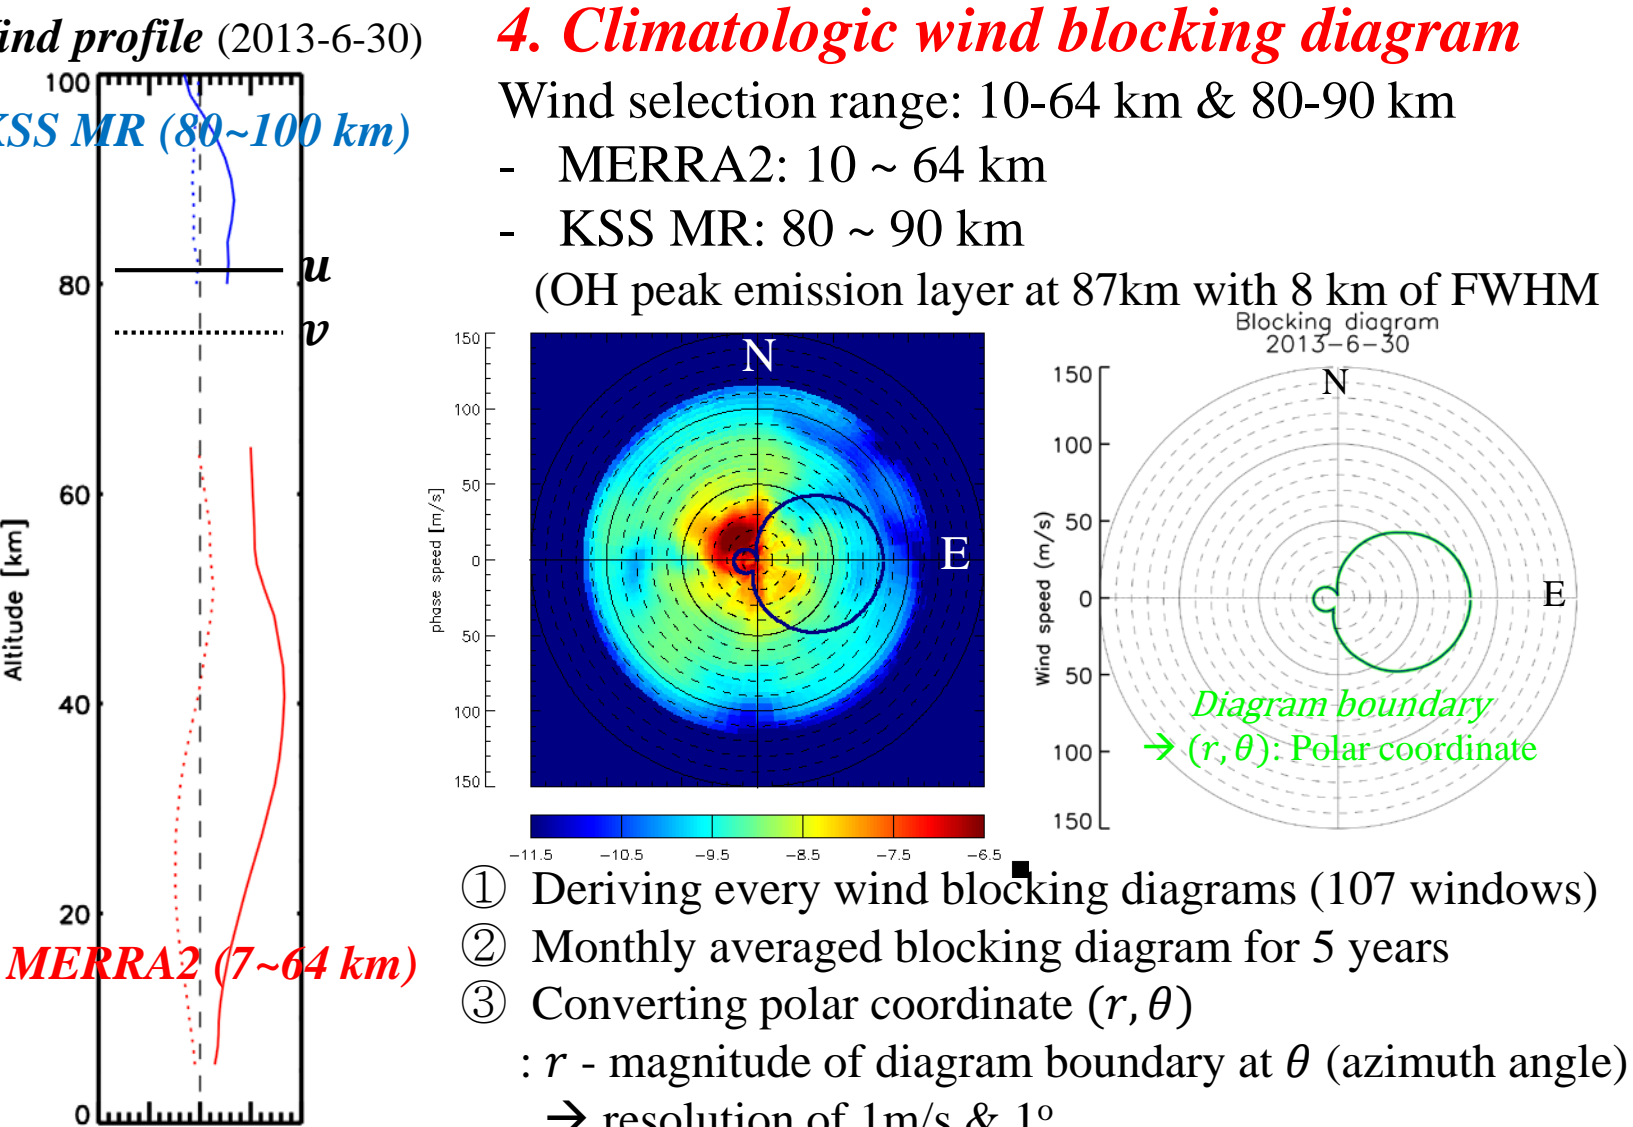 ind profile (2013-6-30)
100
KSS MR (80~100 km)
80
u
v
60
Altitude [km]
40
20
MERRA2 (7~64 km)
0
4. Climatologic wind blocking diagram
Wind selection range: 10-64 km & 80-90 km
- MERRA2: 10 ~ 64 km
- KSS MR: 80 ~ 90 km
(OH peak emission layer at 87km with 8 km of FWHM
150
100
50
0
50
100
150
phase speed [m/s]
N
E
-11.5 -10.5 -9.5 -8.5 -7.5 -6.5
Blocking diagram
2013-6-30
150
100
50
0
50
100
150
Wind speed (m/s)
N
E
Diagram boundary
→ (r,θ): Polar coordinate
① Deriving every wind blocking diagrams (107 windows)
② Monthly averaged blocking diagram for 5 years
③ Converting polar coordinate (r,θ)
: r - magnitude of diagram boundary at θ (azimuth angle)
→ resolution of 1m/s & 1º